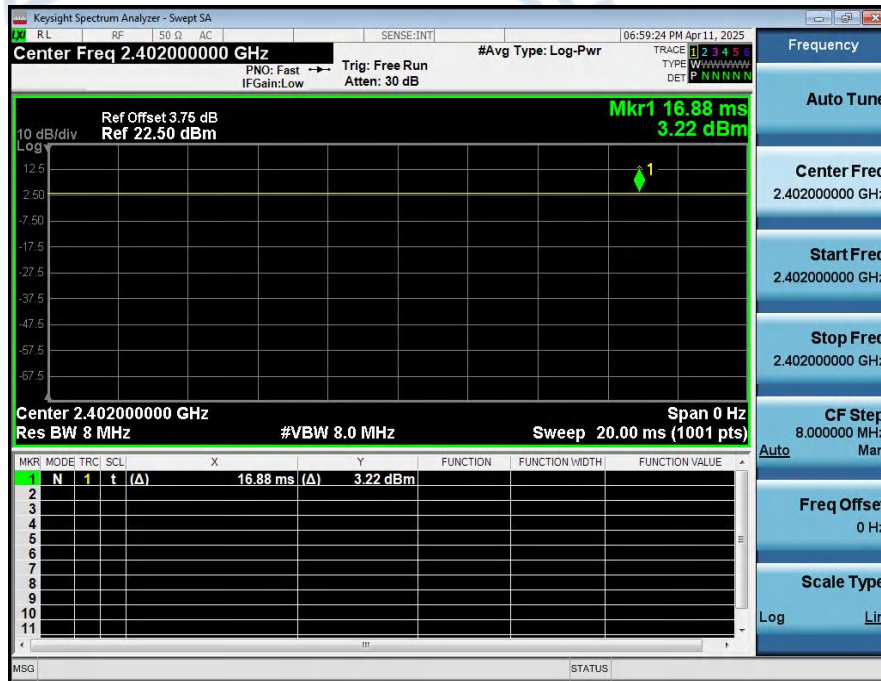 Keysight Spectrum Analyzer - Swept SA
LXI RL RF 50 Ω AC SENSE:INT 06:59:24 PM Apr 11, 2025
Center Freq 2.402000000 GHz #Avg Type: Log-Pwr TRACE 1 2 3 4 5 6
PNO: Fast Trig: Free Run TYPE WWWWWW
IFGain:Low Atten: 30 dB DET P N N N N N
Ref Offset 3.75 dB Mkr1 16.88 ms
10 dB/div Ref 22.50 dBm 3.22 dBm
Log
12.5
1
2.50
-7.50
-17.5
-27.5
-37.5
-47.5
-57.5
-67.5
Center 2.402000000 GHz Span 0 Hz
Res BW 8 MHz #VBW 8.0 MHz Sweep 20.00 ms (1001 pts)
MKR MODE TRC SCL X Y FUNCTION FUNCTION WIDTH FUNCTION VALUE
1 N 1 t (Δ) 16.88 ms (Δ) 3.22 dBm
2
3
4
5
6
7
8
9
10
11
MSG STATUS
Frequency
Auto Tune
Center Freq
2.402000000 GHz
Start Freq
2.402000000 GHz
Stop Freq
2.402000000 GHz
CF Step
8.000000 MHz
Auto Man
Freq Offset
0 Hz
Scale Type
Log Lin